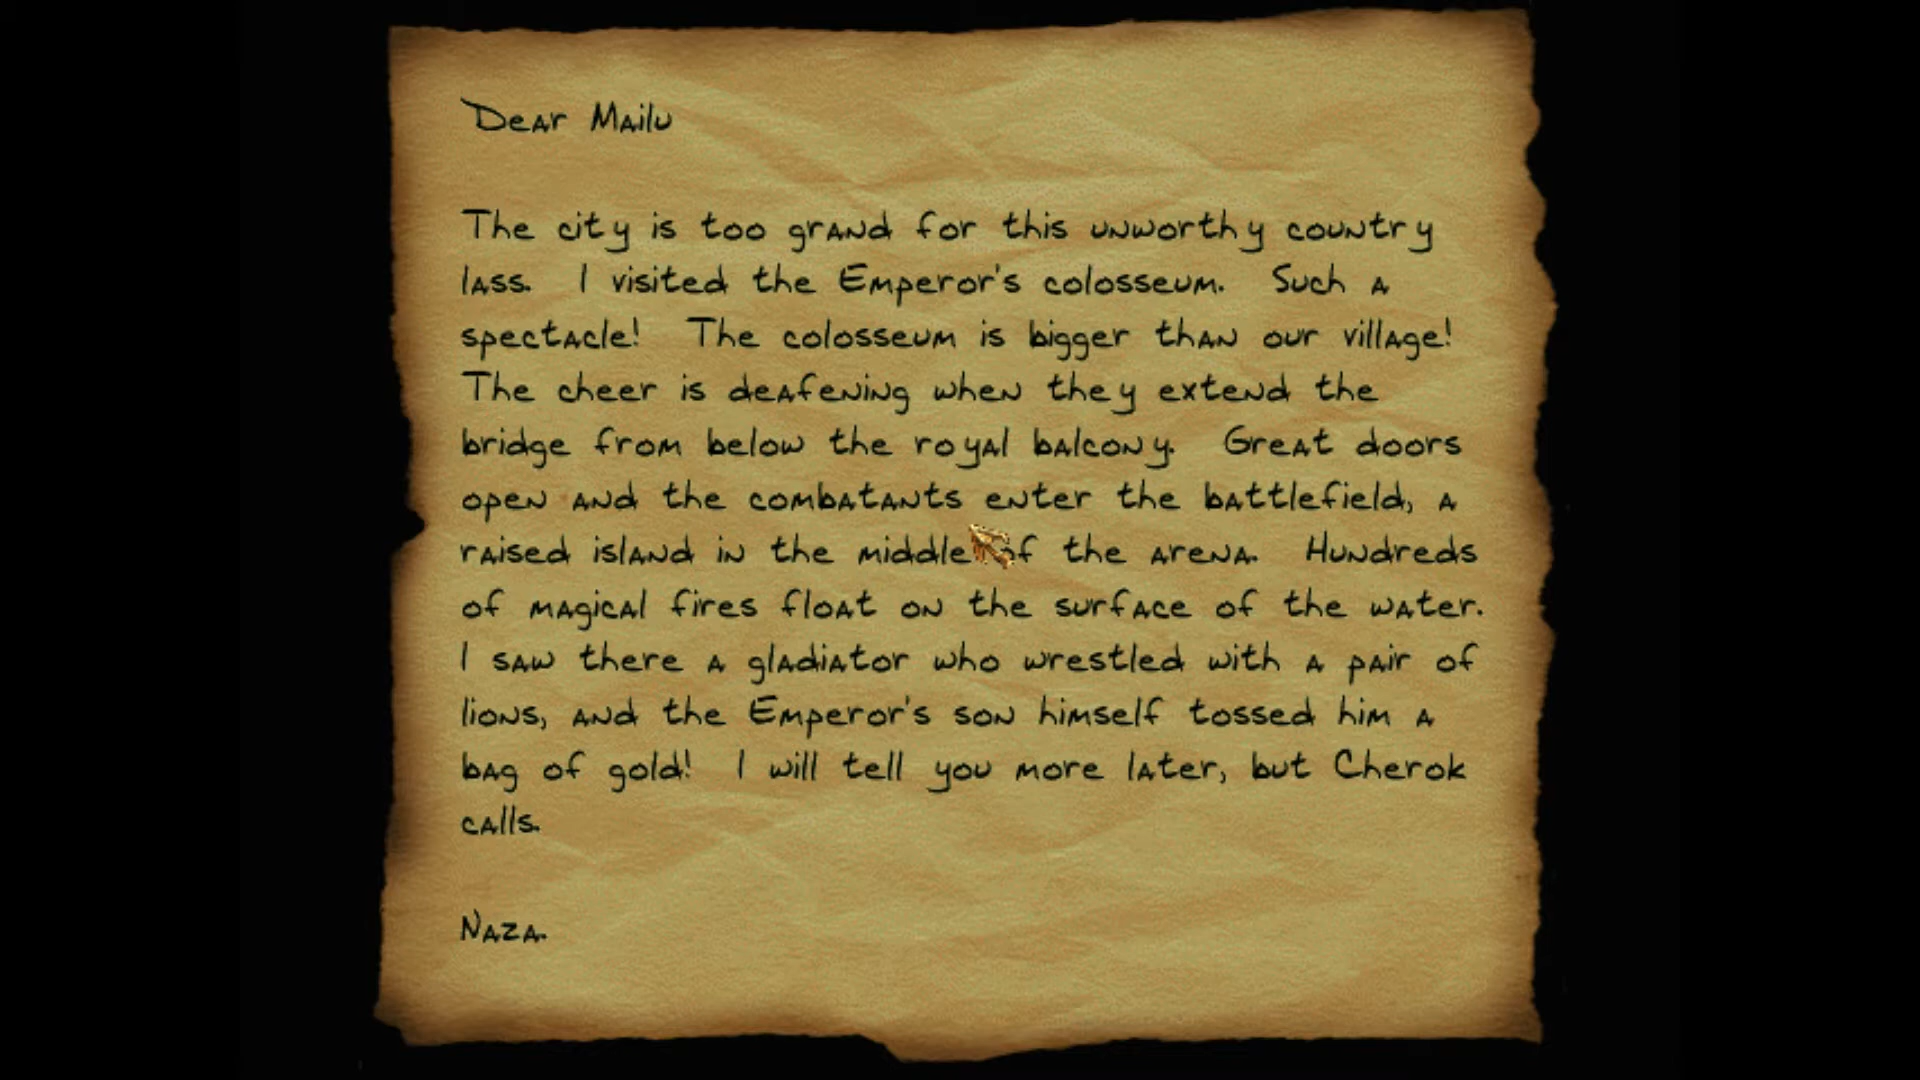 Dear Mailu
The city is too grand for this unworthy country
lass. I visited the Emperor's colosseum. Such a
spectacle! The colosseum is bigger than our village!
The cheer is deafening when they extend the
bridge from below the royal balcony. Great doors
open and the combatants enter the battlefield, a
raised island in the middle of the arena. Hundreds
of magical fires float on the surface of the water.
I saw there a gladiator who wrestled with a pair of
lions, and the Emperor's son himself tossed him a
bag of gold! I will tell you more later, but Cherok
calls.
Naza.